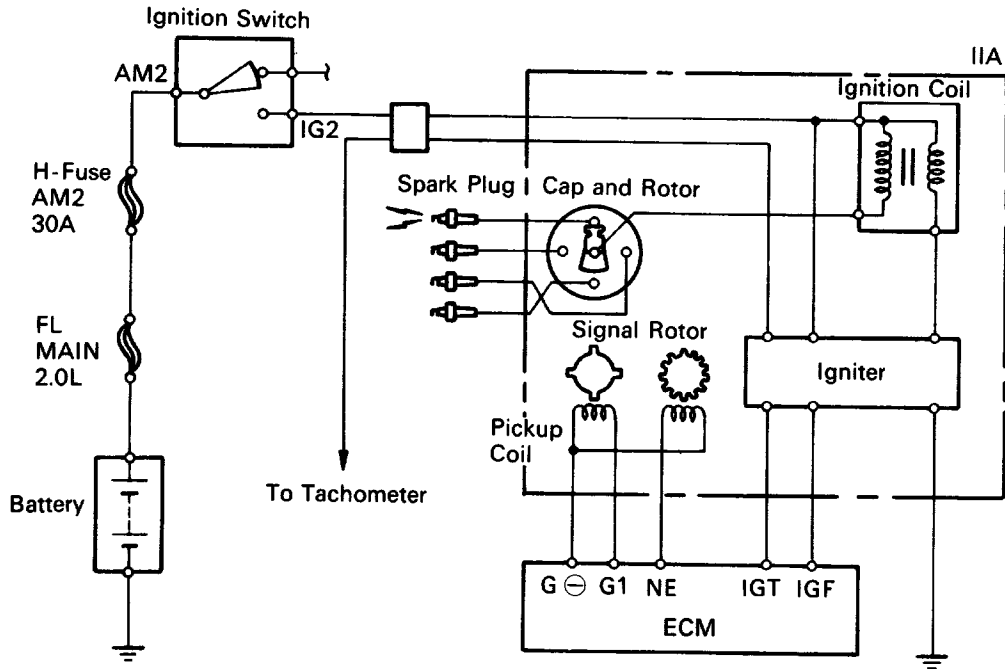 Ignition Switch
AM2
IG2
IIA
Ignition Coil
H-Fuse
AM2
30A
Spark Plug
Cap and Rotor
FL
MAIN
2.0L
Signal Rotor
Igniter
Pickup
Coil
Battery
To Tachometer
G ⊖
G1
NE
IGT
IGF
ECM